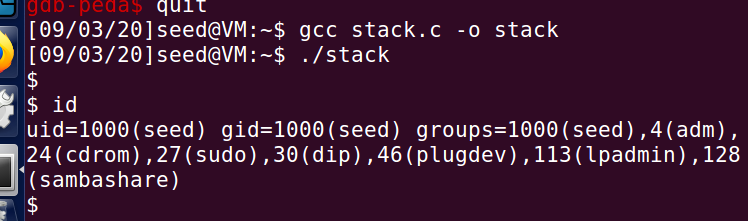 gdb-peda$ quit
[09/03/20]seed@VM:~$ gcc stack.c -o stack
[09/03/20]seed@VM:~$ ./stack
$
$ id
uid=1000(seed) gid=1000(seed) groups=1000(seed),4(adm),
24(cdrom),27(sudo),30(dip),46(plugdev),113(lpadmin),128
(sambashare)
$